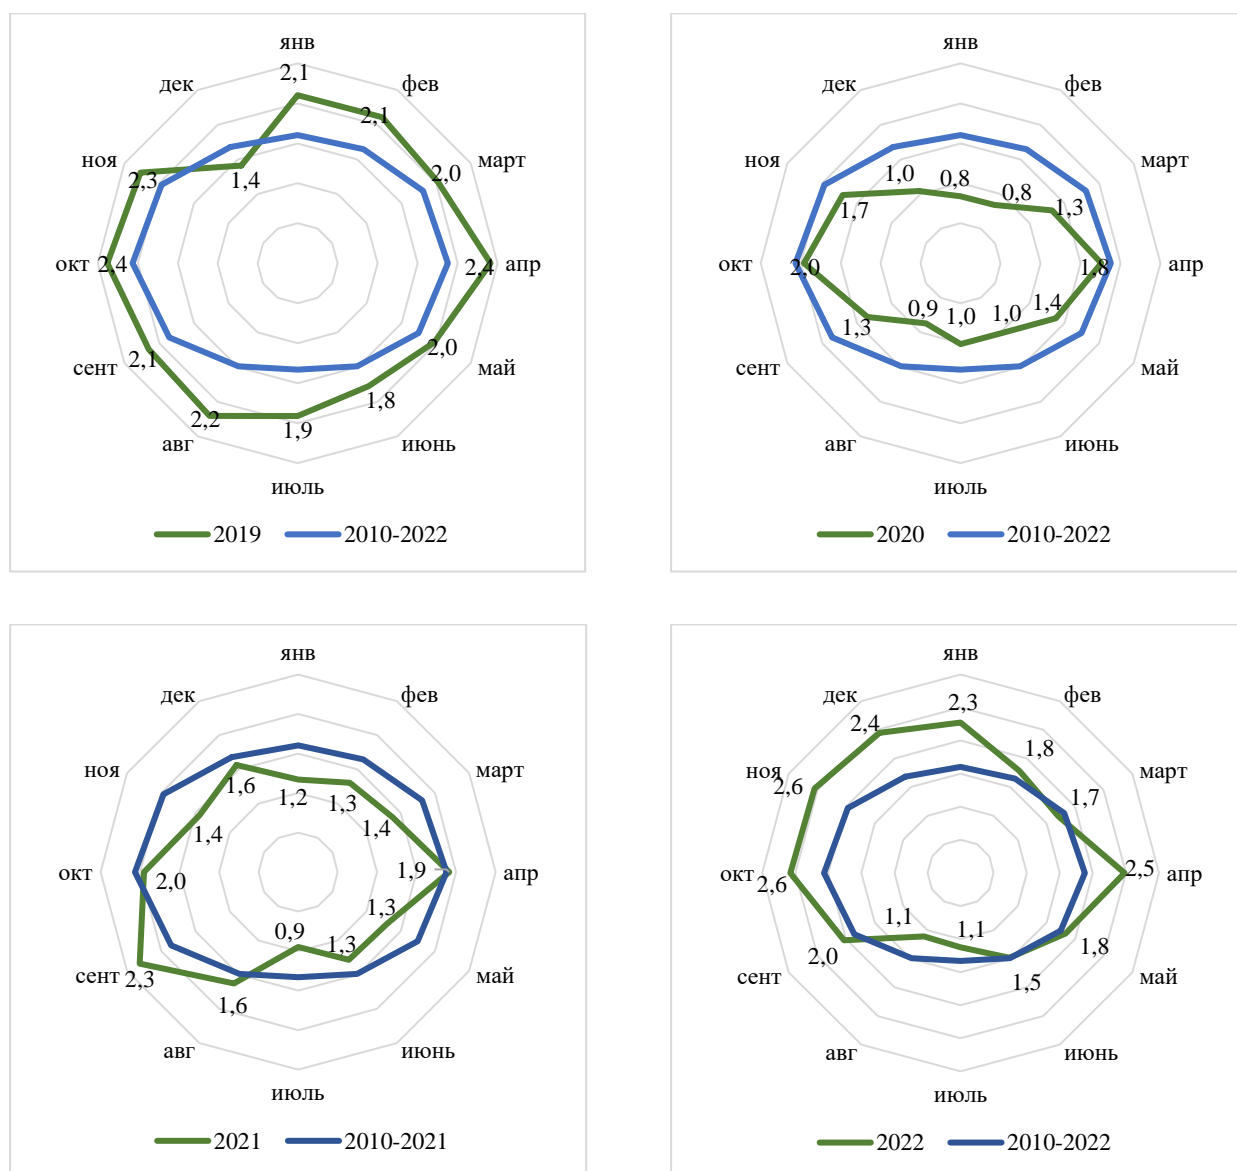 янв
2,1
дек
фев
2,1
ноя
март
2,3
1,4
2,0
окт
2,4
2,4
апр
сент
2,1
2,0
май
авг
2,2
1,9
1,8
июнь
июль
2019
2010-2022
янв
дек
фев
ноя
март
1,0
0,8
0,8
1,7
1,3
окт
2,0
1,8
апр
сент
1,3
0,9
1,0
1,0
1,4
май
авг
июнь
июль
2020
2010-2022
янв
дек
фев
ноя
март
1,6
1,2
1,3
1,4
1,4
окт
2,0
1,9
апр
сент
2,3
0,9
1,3
1,3
май
1,6
авг
июнь
июль
2021
2010-2021
янв
дек
фев
2,4
2,3
1,8
ноя
март
2,6
1,7
окт
2,6
2,5
апр
сент
2,0
1,1
1,1
1,8
май
1,5
авг
июнь
июль
2022
2010-2022